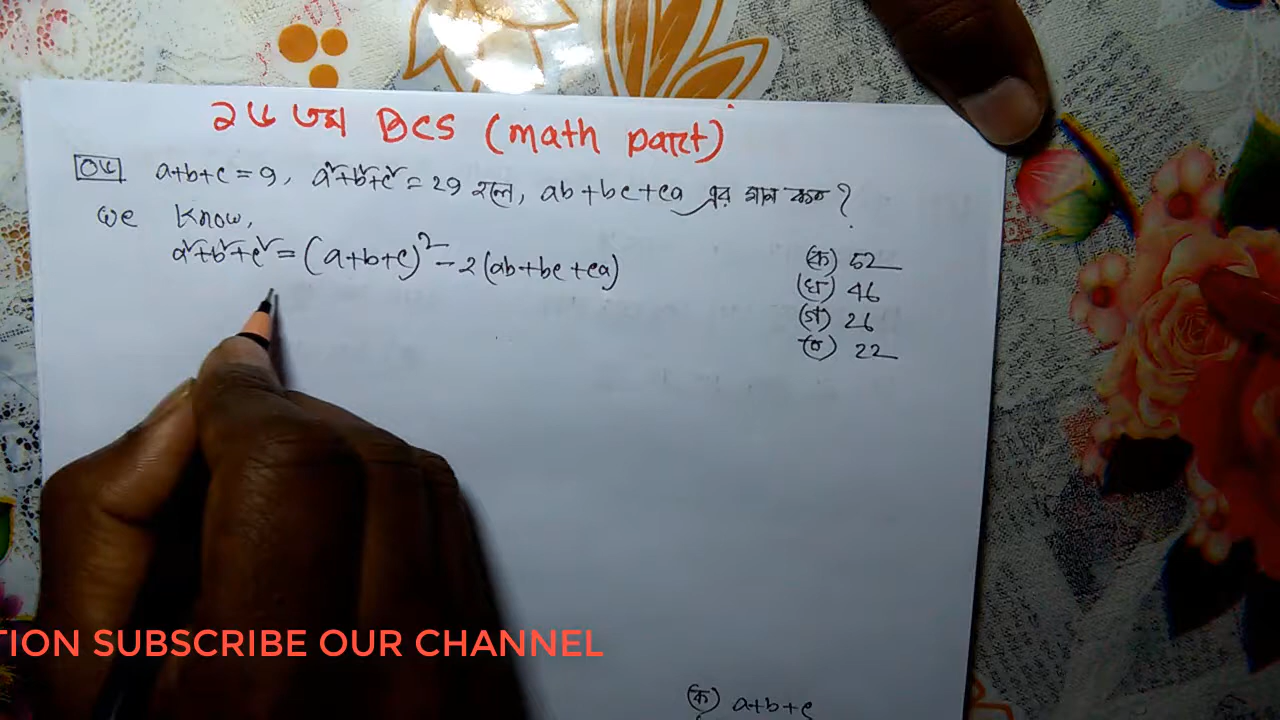 ২৬ তম BCS (math part)
০৬ a+b+c = 9, a²+b²+c² = 29 হলে, ab+bc+ca এর মান কত ?
we know,
a²+b²+c² = (a+b+c)² - 2(ab+bc+ca)
(ক) 52
(খ) 46
(গ) 26
(ঘ) 22
TION SUBSCRIBE OUR CHANNEL
(ক) a+b+c